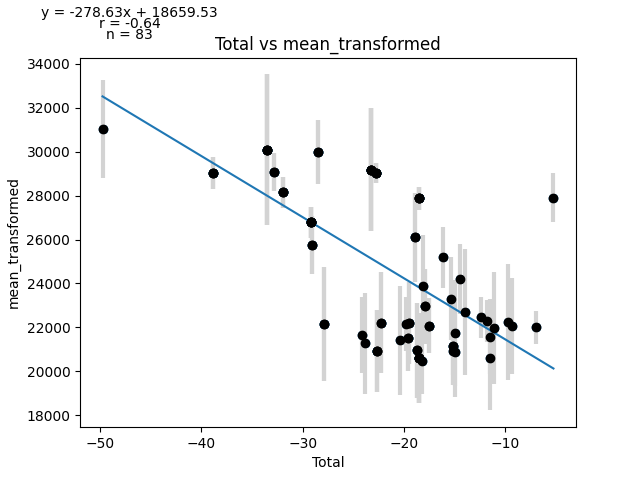 y = -278.63x + 18659.53
r = -0.64
n = 83
Total vs mean_transformed
34000
32000
30000
28000
26000
24000
22000
20000
18000
mean_transformed
−50
−40
−30
−20
−10
Total